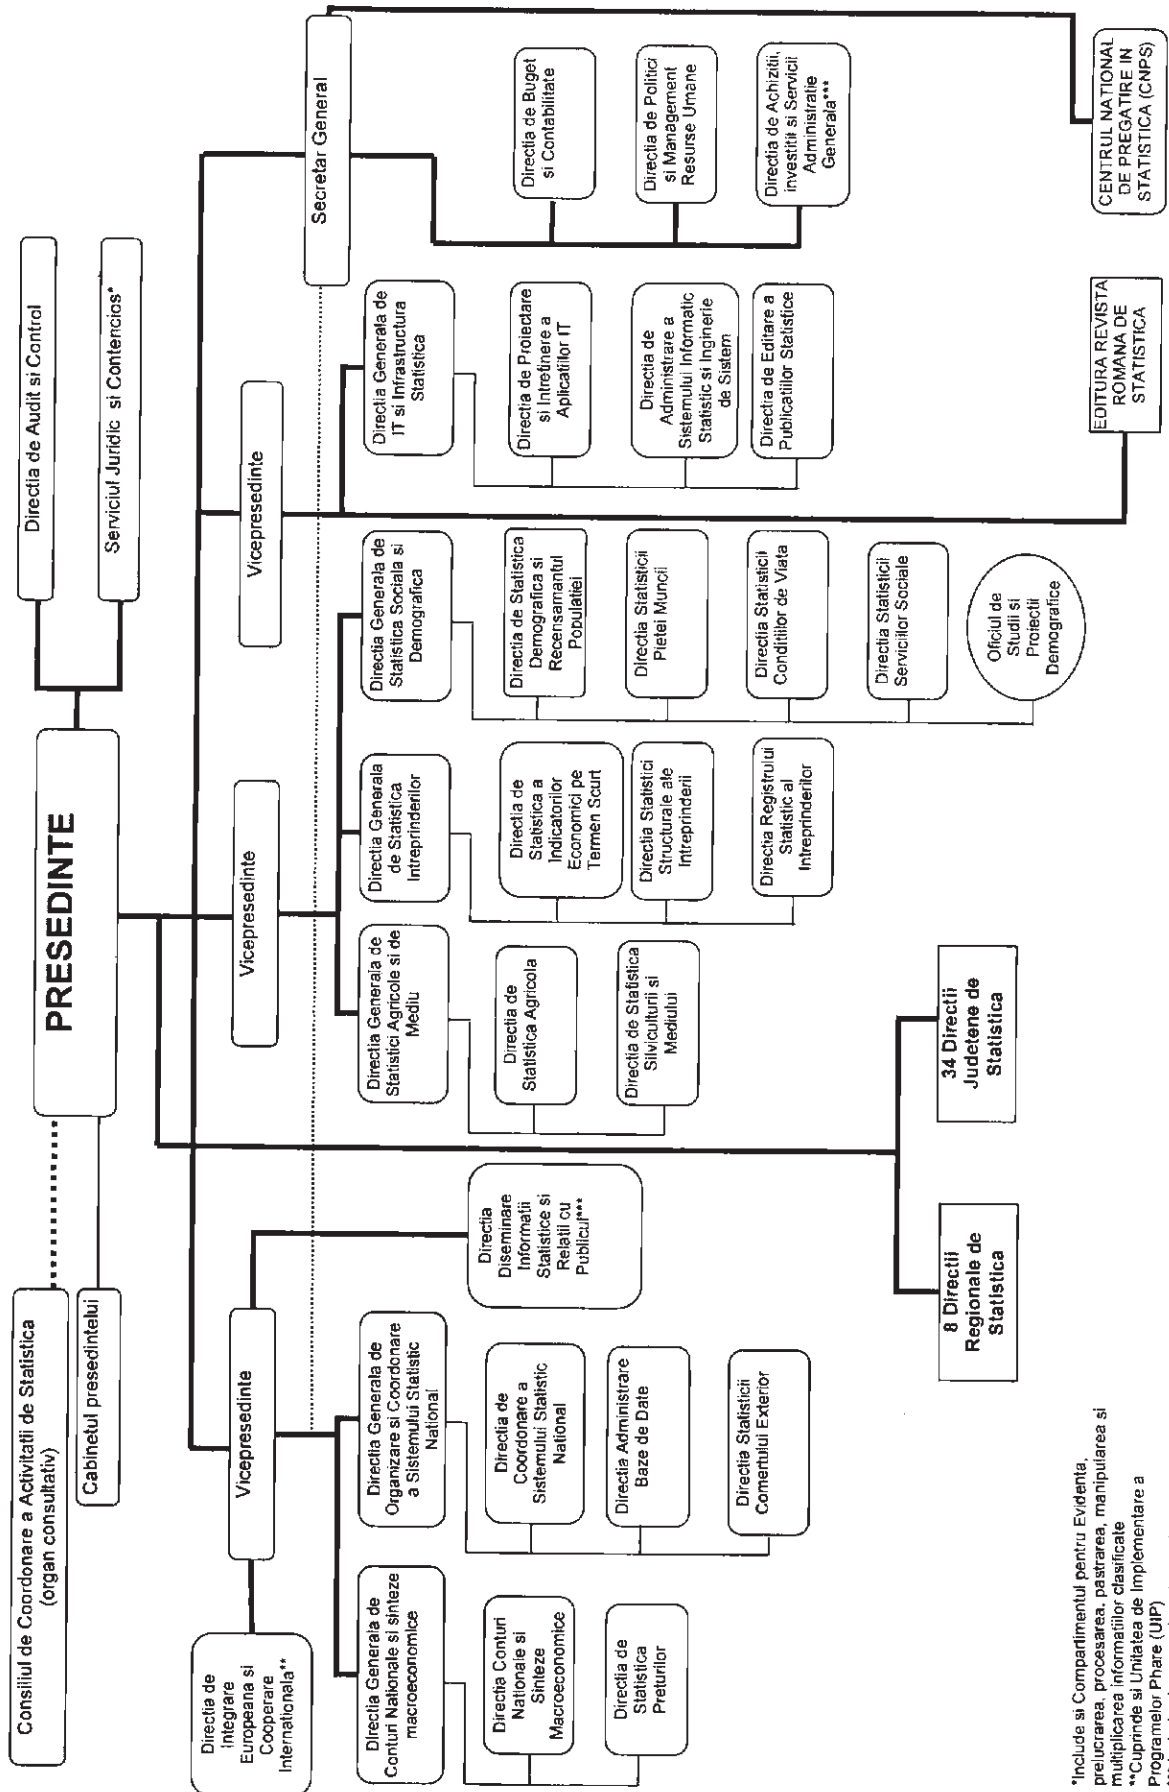 Consiliul de Coordonare a Activitatii de Statistica
(organ consultativ)
Cabinetul presedintelui
PRESEDINTE
Directia de Audit si Control
Serviciul Juridic si Contencios*
Directia de
Integrare
Europeana si
Cooperare
Internationala**
Vicepresedinte
Vicepresedinte
Vicepresedinte
Secretar General
Directia Generala de
Conturi Nationale si sinteze
macroeconomice
Directia Generala de
Organizare si Coordonare
a Sistemului Statistic
National
Directia
Diseminare
Informatii
Statistice si
Relatii cu
Publicul***
Directia Generala de
Statistici Agricole si de
Mediu
Directia Generala
de Statistica
Intreprinderilor
Directia Generala de
Statistica Sociala si
Demografica
Directia Generala de
IT si Infrastructura
Statistica
Directia Conturi
Nationale si
Sinteze
Macroeconomice
Directia de
Statistica
Preturilor
Directia de
Coordonare a
Sistemului Statistic
National
Directia Administrare
Baze de Date
Directia Statisticii
Comertului Exterior
Directia de
Statistica Agricola
Directia de Statistica
Silviculturii si
Mediului
Directia de
Statistica a
Indicatorilor
Economici pe
Termen Scurt
Directia Statistici
Structurale ale
Intreprinderii
Directia Registrului
Statistic al
Intreprinderilor
Directia de Statistica
Demografica si
Recensamantul
Populatiei
Directia Statisticii
Pietei Muncii
Directia Statisticii
Conditiilor de Viata
Directia Statisticii
Serviciilor Sociale
Oficiul de
Studii si
Proiectii
Demografice
Directia de Proiectare
si Intretinere a
Aplicatiilor IT
Directia de
Administrare a
Sistemului Informatic
Statistic si Inginerie
de Sistem
Directia de Editare a
Publicatiilor Statistice
Directia de Buget
si Contabilitate
Directia de Politici
si Management
Resurse Umane
Directia de Achizitii,
investitii si Servicii
Administratie
Generala***
8 Directii
Regionale de
Statistica
34 Directii
Judetene de
Statistica
EDITURA REVISTA
ROMANA DE
STATISTICA
CENTRUL NATIONAL
DE PREGATIRE IN
STATISTICA (CNPS)
*Include si Compartimentul pentru Evidenta,
prelucrarea, procesarea, pastrarea, manipularea si
multiplicarea informatiilor clasificate
**Cuprinde si Unitatea de Implementare a
Programelor Phare (UIP)